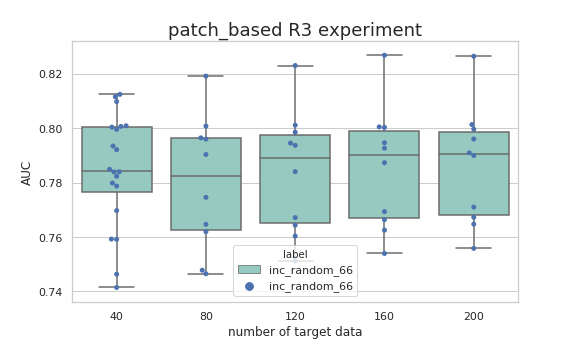 patch_based R3 experiment
AUC
0.82
0.80
0.78
0.76
0.74
label
inc_random_66
inc_random_66
40
80
120
160
200
number of target data